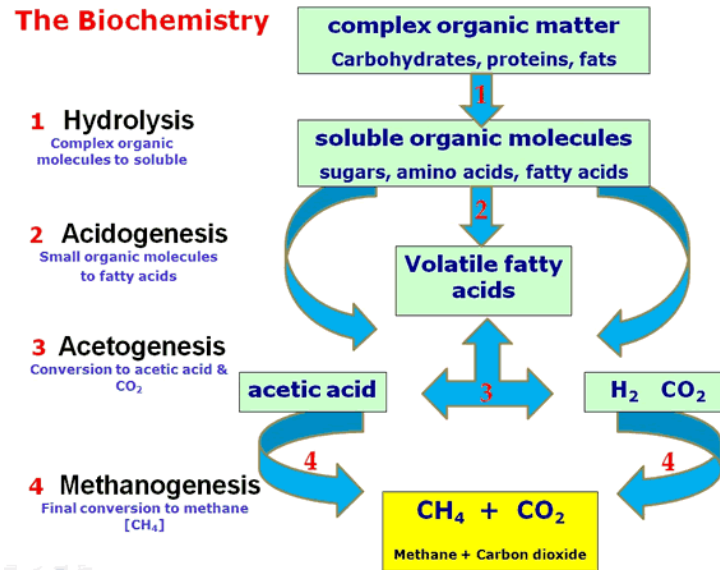 The Biochemistry
complex organic matter
Carbohydrates, proteins, fats
1
1 Hydrolysis
Complex organic
molecules to soluble
soluble organic molecules
sugars, amino acids, fatty acids
2
2 Acidogenesis
Small organic molecules
to fatty acids
Volatile fatty
acids
3 Acetogenesis
Conversion to acetic acid &
CO₂
acetic acid
3
H₂ CO₂
4
4
4 Methanogenesis
Final conversion to methane
[CH₄]
CH₄ + CO₂
Methane + Carbon dioxide